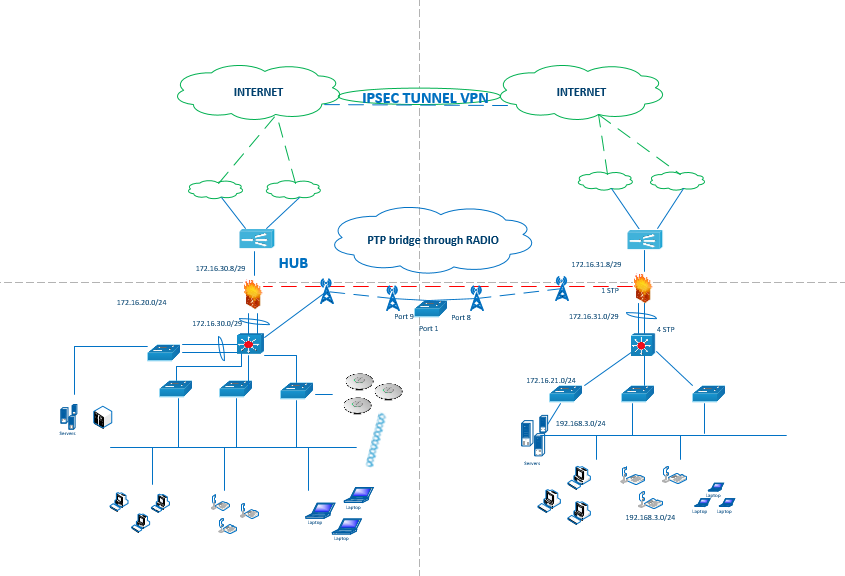 INTERNET
IPSEC TUNNEL VPN
INTERNET
PTP bridge through RADIO
HUB
172.16.30.8/29
172.16.31.8/29
172.16.20.0/24
1 STP
172.16.30.0/29
Port 9
Port 8
172.16.31.0/29
Port 1
4 STP
172.16.21.0/24
192.168.3.0/24
Servers
Servers
Laptop
Laptop
Laptop
Laptop
Laptop
Laptop
192.168.3.0/24